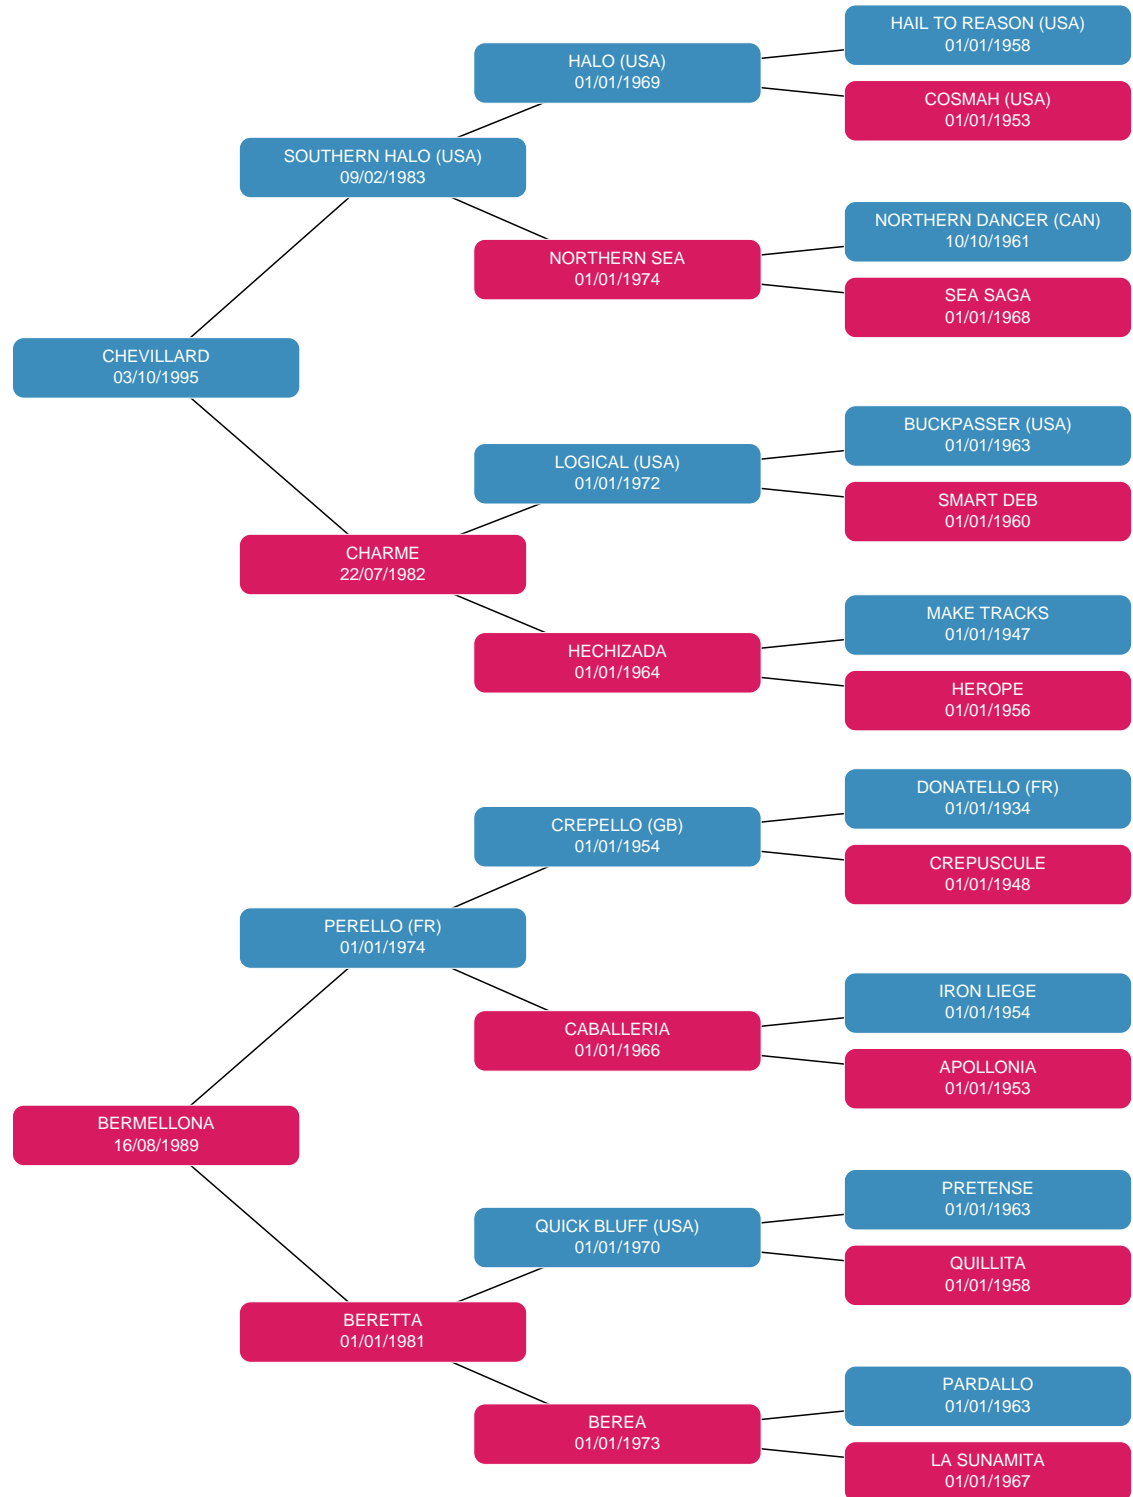 HAIL TO REASON (USA)
01/01/1958
HALO (USA)
01/01/1969
COSMAH (USA)
01/01/1953
SOUTHERN HALO (USA)
09/02/1983
NORTHERN DANCER (CAN)
10/10/1961
NORTHERN SEA
01/01/1974
SEA SAGA
01/01/1968
CHEVILLARD
03/10/1995
BUCKPASSER (USA)
01/01/1963
LOGICAL (USA)
01/01/1972
SMART DEB
01/01/1960
CHARME
22/07/1982
MAKE TRACKS
01/01/1947
HECHIZADA
01/01/1964
HEROPE
01/01/1956
DONATELLO (FR)
01/01/1934
CREPELLO (GB)
01/01/1954
CREPUSCULE
01/01/1948
PERELLO (FR)
01/01/1974
IRON LIEGE
01/01/1954
CABALLERIA
01/01/1966
APOLLONIA
01/01/1953
BERMELLONA
16/08/1989
PRETENSE
01/01/1963
QUICK BLUFF (USA)
01/01/1970
QUILLITA
01/01/1958
BERETTA
01/01/1981
PARDALLO
01/01/1963
BEREA
01/01/1973
LA SUNAMITA
01/01/1967